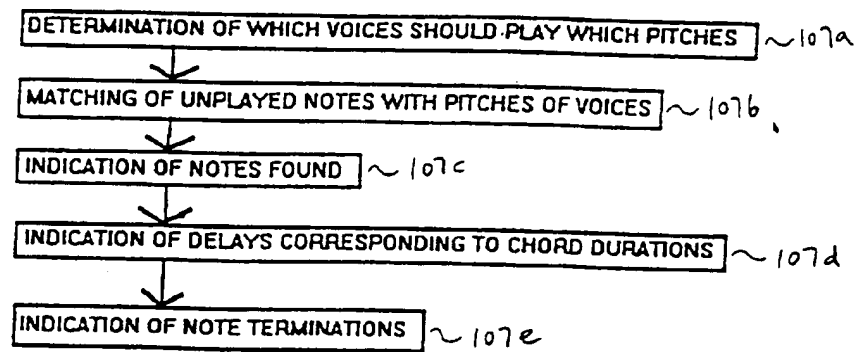 DETERMINATION OF WHICH VOICES SHOULD PLAY WHICH PITCHES ~107a
MATCHING OF UNPLAYED NOTES WITH PITCHES OF VOICES ~107b
INDICATION OF NOTES FOUND ~107c
INDICATION OF DELAYS CORRESPONDING TO CHORD DURATIONS ~107d
INDICATION OF NOTE TERMINATIONS ~107e